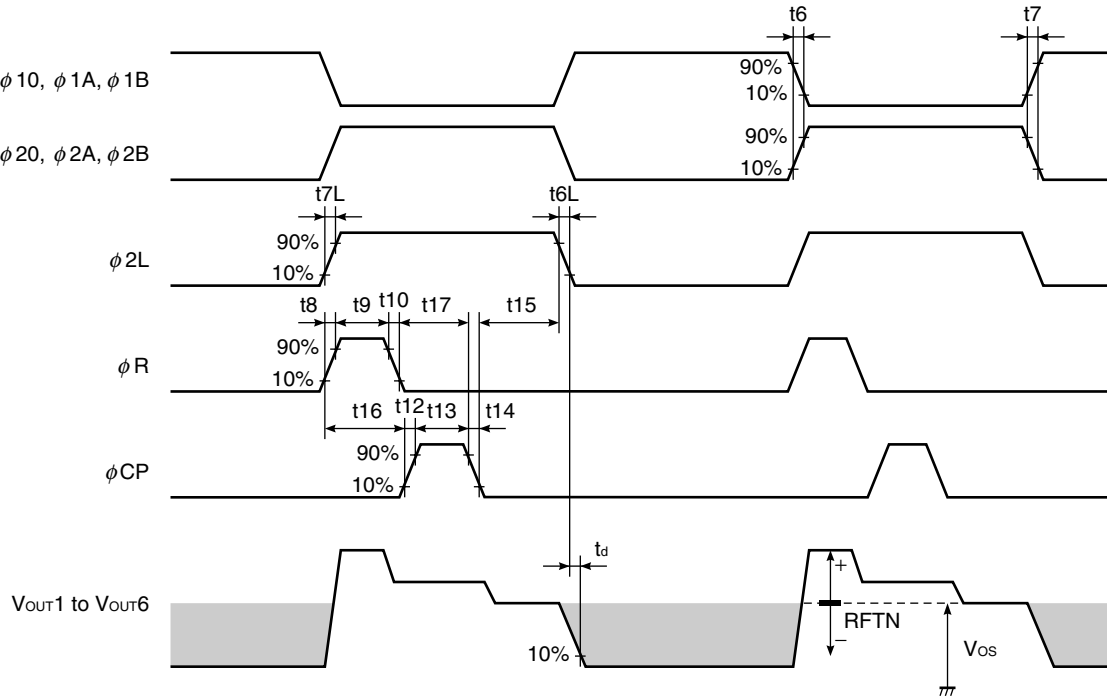 t6 t7
ϕ10, ϕ1A, ϕ1B
90%
10%
ϕ20, ϕ2A, ϕ2B
90%
10%
t7L t6L
ϕ2L
90%
10%
t8 t9 t10 t17 t15
ϕR
90%
10%
t16 t12 t13 t14
ϕCP
90%
10%
td
VOUT1 to VOUT6
10%
+
RFTN
−
VOS